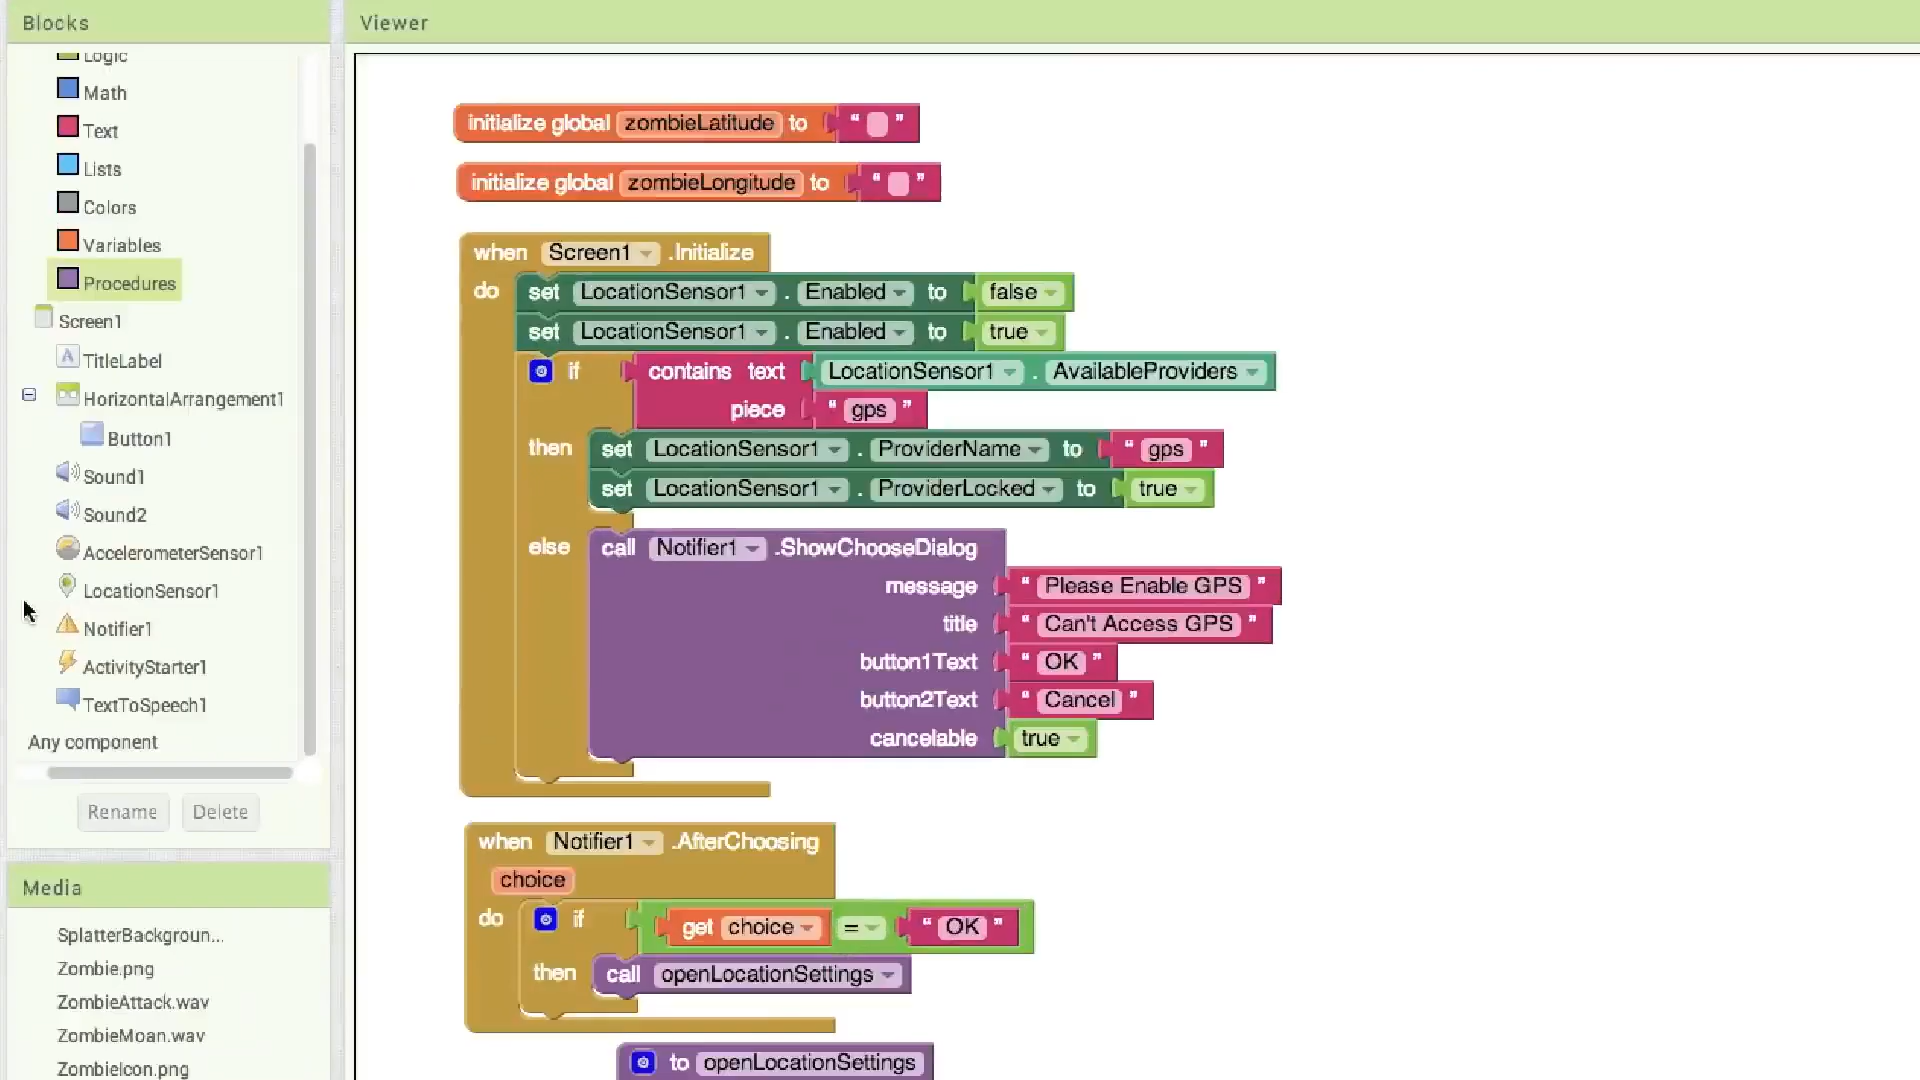 Blocks
Logic
Math
Text
Lists
Colors
Variables
Procedures
Screen1
TitleLabel
HorizontalArrangement1
Button1
Sound1
Sound2
AccelerometerSensor1
LocationSensor1
Notifier1
ActivityStarter1
TextToSpeech1
Any component
Rename Delete
Media
SplatterBackgroun...
Zombie.png
ZombieAttack.wav
ZombieMoan.wav
ZombieIcon.png
Viewer
initialize global zombieLatitude to " "
initialize global zombieLongitude to " "
when Screen1 .Initialize
do set LocationSensor1 . Enabled to false
set LocationSensor1 . Enabled to true
if contains text LocationSensor1 . AvailableProviders
piece " gps "
then set LocationSensor1 . ProviderName to " gps "
set LocationSensor1 . ProviderLocked to true
else call Notifier1 .ShowChooseDialog
message " Please Enable GPS "
title " Can't Access GPS "
button1Text " OK "
button2Text " Cancel "
cancelable true
when Notifier1 .AfterChoosing
choice
do if get choice = " OK "
then call openLocationSettings
to openLocationSettings